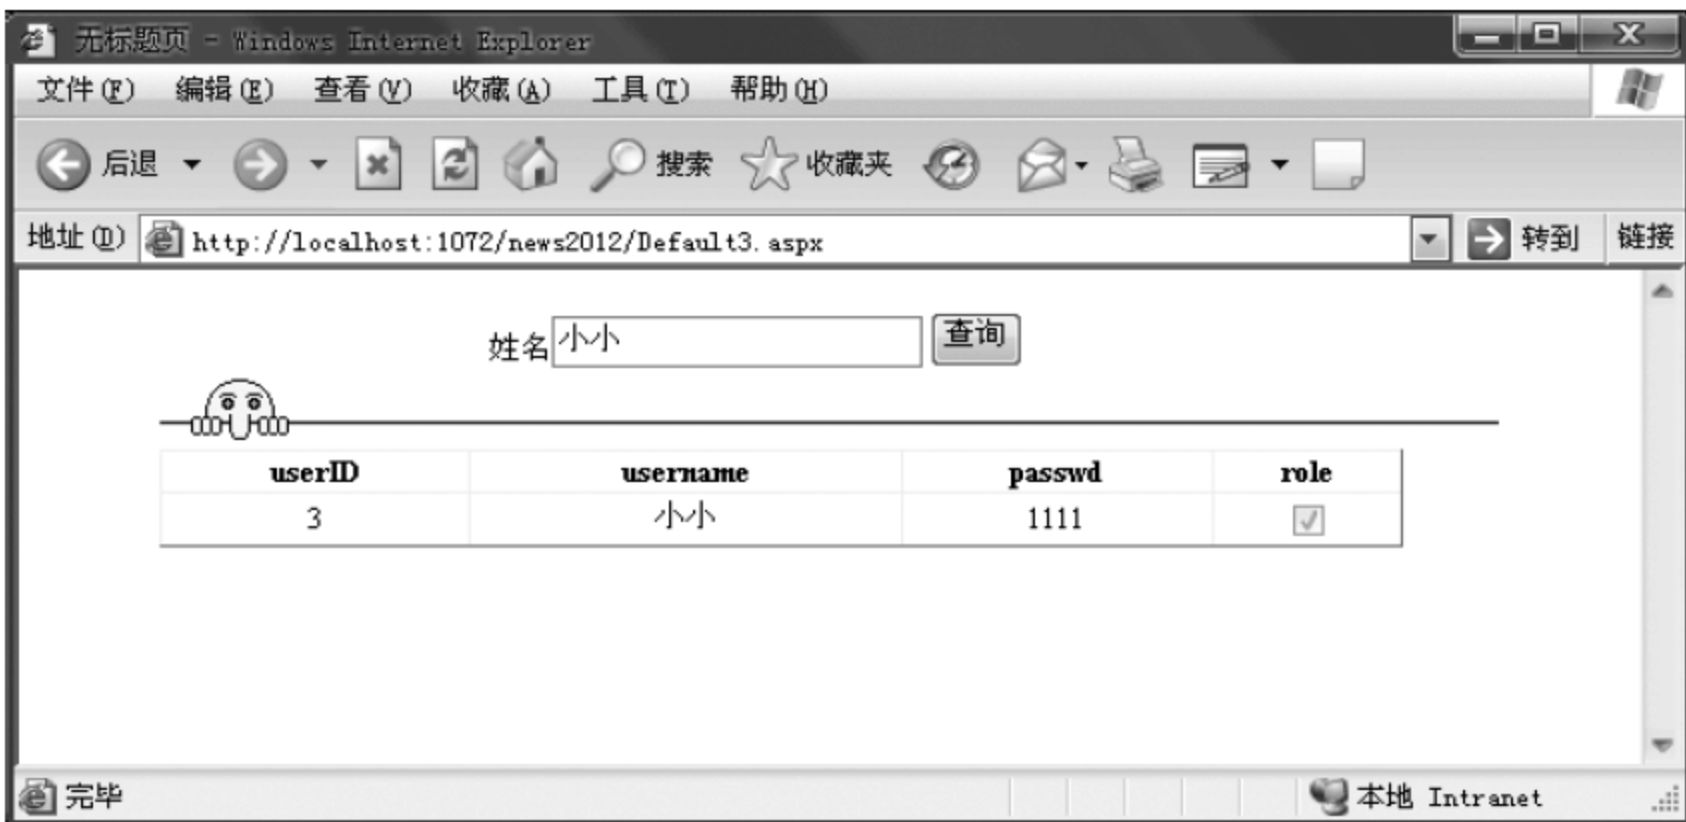 无标题页 - Windows Internet Explorer
文件(F) 编辑(E) 查看(V) 收藏(A) 工具(T) 帮助(H)
后退 搜索 收藏夹
地址(D) http://localhost:1072/news2012/Default3.aspx 转到 链接
姓名 小小 查询
userID username passwd role
3 小小 1111
完毕 本地 Intranet